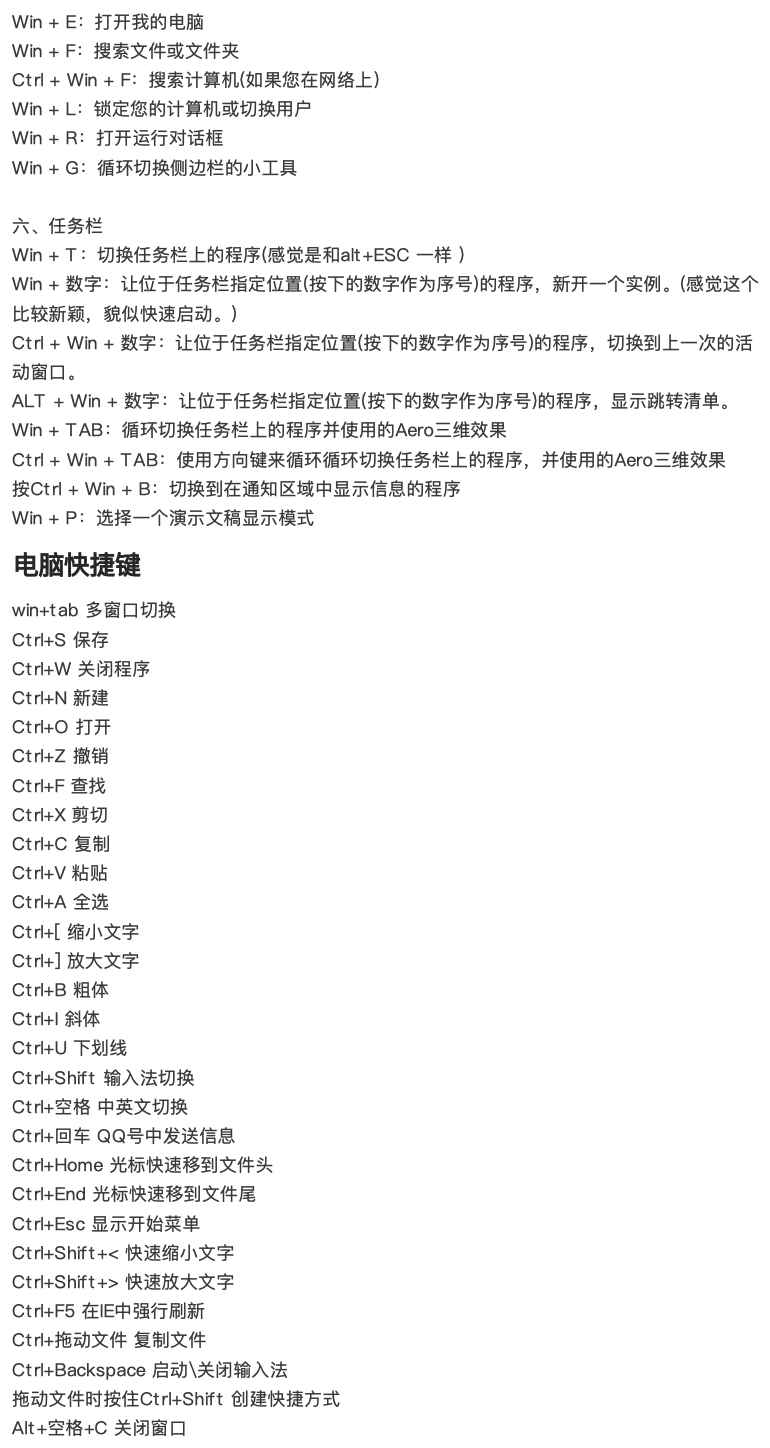 Win + E：打开我的电脑
Win + F：搜索文件或文件夹
Ctrl + Win + F：搜索计算机(如果您在网络上)
Win + L：锁定您的计算机或切换用户
Win + R：打开运行对话框
Win + G：循环切换侧边栏的小工具
六、任务栏
Win + T：切换任务栏上的程序(感觉是和alt+ESC 一样 )
Win + 数字：让位于任务栏指定位置(按下的数字作为序号)的程序，新开一个实例。(感觉这个
比较新颖，貌似快速启动。)
Ctrl + Win + 数字：让位于任务栏指定位置(按下的数字作为序号)的程序，切换到上一次的活
动窗口。
ALT + Win + 数字：让位于任务栏指定位置(按下的数字作为序号)的程序，显示跳转清单。
Win + TAB：循环切换任务栏上的程序并使用的Aero三维效果
Ctrl + Win + TAB：使用方向键来循环循环切换任务栏上的程序，并使用的Aero三维效果
按Ctrl + Win + B：切换到在通知区域中显示信息的程序
Win + P：选择一个演示文稿显示模式
电脑快捷键
win+tab 多窗口切换
Ctrl+S 保存
Ctrl+W 关闭程序
Ctrl+N 新建
Ctrl+O 打开
Ctrl+Z 撤销
Ctrl+F 查找
Ctrl+X 剪切
Ctrl+C 复制
Ctrl+V 粘贴
Ctrl+A 全选
Ctrl+[ 缩小文字
Ctrl+] 放大文字
Ctrl+B 粗体
Ctrl+I 斜体
Ctrl+U 下划线
Ctrl+Shift 输入法切换
Ctrl+空格 中英文切换
Ctrl+回车 QQ号中发送信息
Ctrl+Home 光标快速移到文件头
Ctrl+End 光标快速移到文件尾
Ctrl+Esc 显示开始菜单
Ctrl+Shift+< 快速缩小文字
Ctrl+Shift+> 快速放大文字
Ctrl+F5 在IE中强行刷新
Ctrl+拖动文件 复制文件
Ctrl+Backspace 启动\关闭输入法
拖动文件时按住Ctrl+Shift 创建快捷方式
Alt+空格+C 关闭窗口